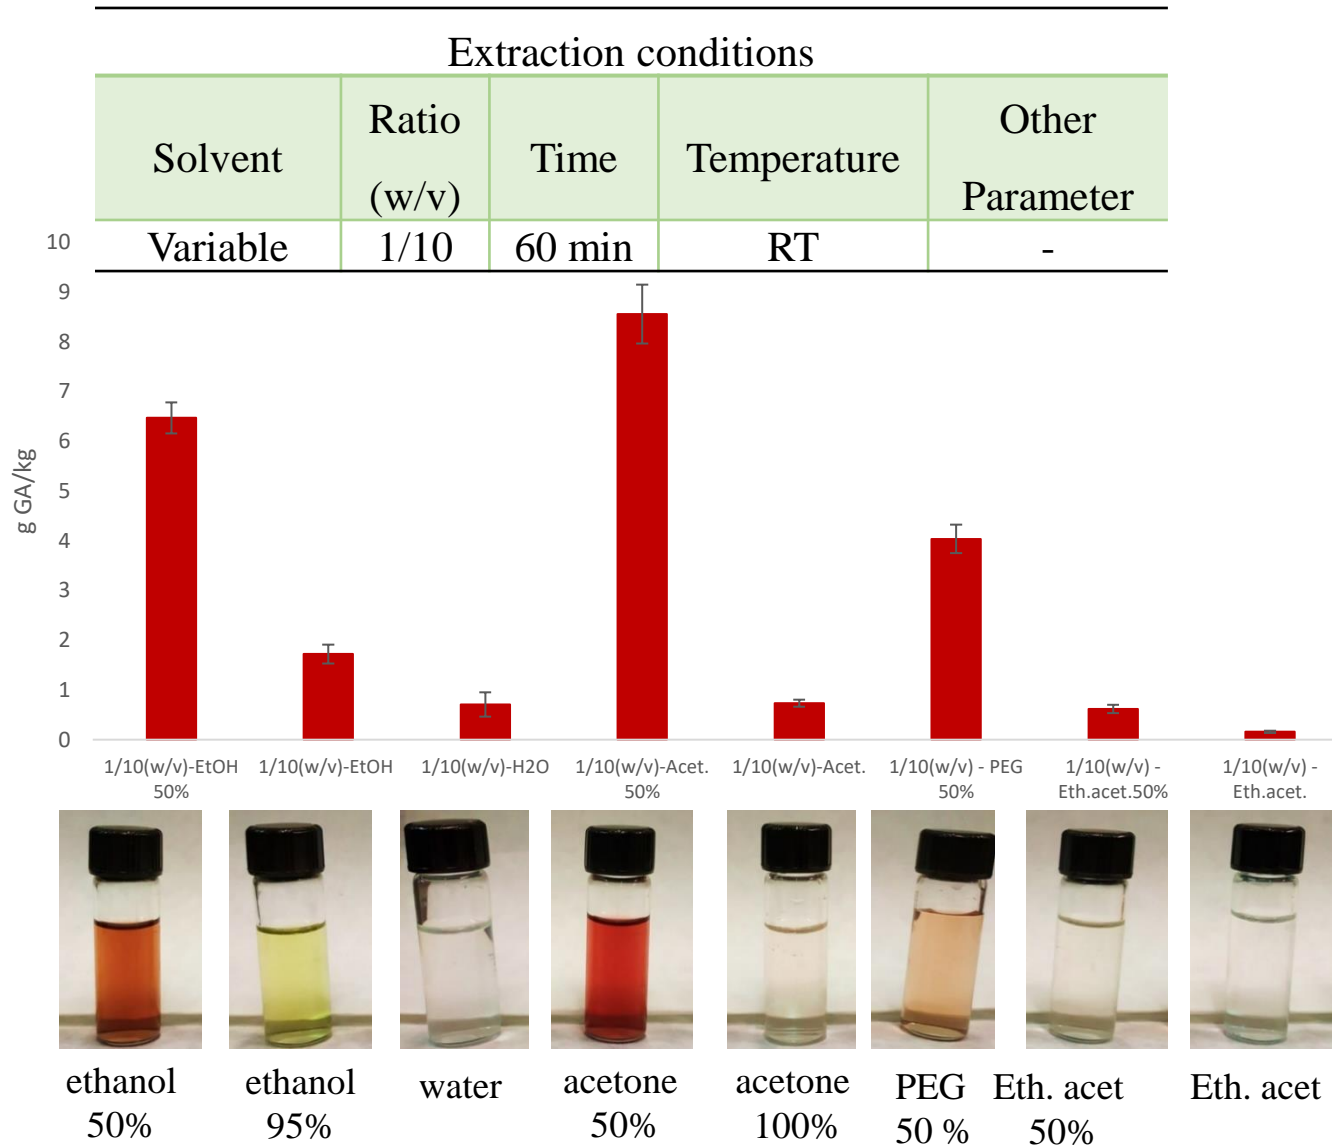 Extraction conditions
Solvent
Ratio
(w/v)
Time
Temperature
Other
Parameter
Variable
1/10
60 min
RT
-
10
9
8
7
6
5
4
3
2
1
0
g GA/kg
1/10(w/v)-EtOH
50%
1/10(w/v)-EtOH
1/10(w/v)-H2O
1/10(w/v)-Acet.
50%
1/10(w/v)-Acet.
1/10(w/v) - PEG
50%
1/10(w/v) -
Eth.acet.50%
1/10(w/v) -
Eth.acet.
ethanol
50%
ethanol
95%
water
acetone
50%
acetone
100%
PEG
50 %
Eth. acet
50%
Eth. acet